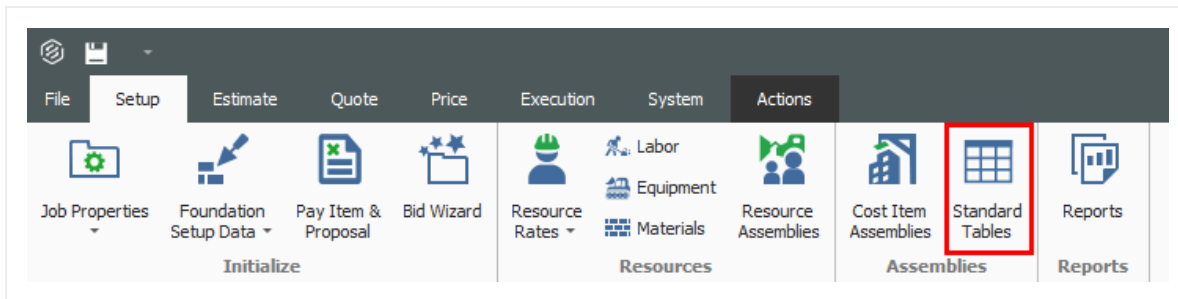 File Setup Estimate Quote Price Execution System Actions
Job Properties
Foundation
Setup Data
Pay Item &
Proposal
Bid Wizard
Initialize
Resource
Rates
Labor
Equipment
Materials
Resource
Assemblies
Resources
Cost Item
Assemblies
Standard
Tables
Assemblies
Reports
Reports